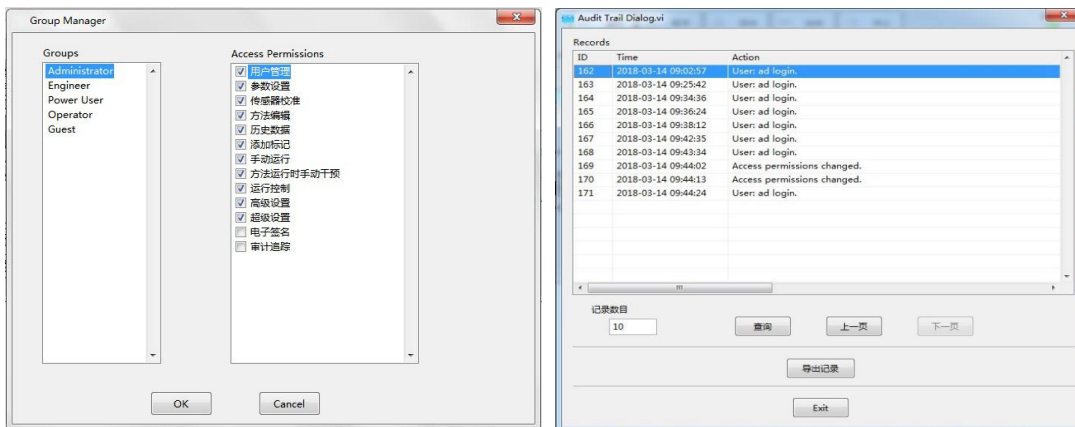 Group Manager
Groups
Administrator
Engineer
Power User
Operator
Guest
Access Permissions
用户管理
参数设置
传感器校准
方法编辑
历史数据
添加标记
手动运行
方法运行时手动干预
运行控制
高级设置
超级设置
电子签名
审计追踪
OK Cancel
Audit Trail Dialog.vi
Records
ID Time Action
162 2018-03-14 09:02:57 User: ad login.
163 2018-03-14 09:25:42 User: ad login.
164 2018-03-14 09:34:36 User: ad login.
165 2018-03-14 09:36:24 User: ad login.
166 2018-03-14 09:38:12 User: ad login.
167 2018-03-14 09:42:35 User: ad login.
168 2018-03-14 09:43:34 User: ad login.
169 2018-03-14 09:44:02 Access permissions changed.
170 2018-03-14 09:44:13 Access permissions changed.
171 2018-03-14 09:44:24 User: ad login.
记录数目
10 查询 上一页 下一页
导出记录
Exit